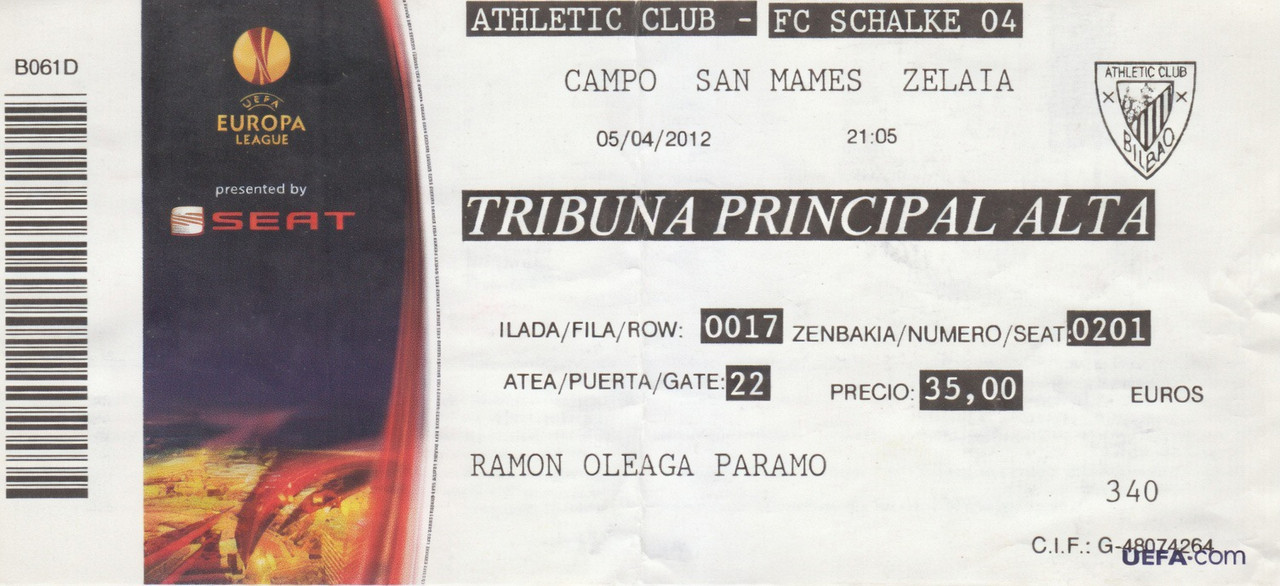 B061D
UEFA
EUROPA
LEAGUE
presented by
SEAT
ATHLETIC CLUB - FC SCHALKE 04
CAMPO SAN MAMES ZELAIA
05/04/2012 21:05
ATHLETIC CLUB
BILBAO
TRIBUNA PRINCIPAL ALTA
ILADA/FILA/ROW: 0017 ZENBAKIA/NUMERO/SEAT:0201
ATEA/PUERTA/GATE:22 PRECIO: 35,00 EUROS
RAMON OLEAGA PARAMO
340
C.I.F.: G-48074264
UEFA.com